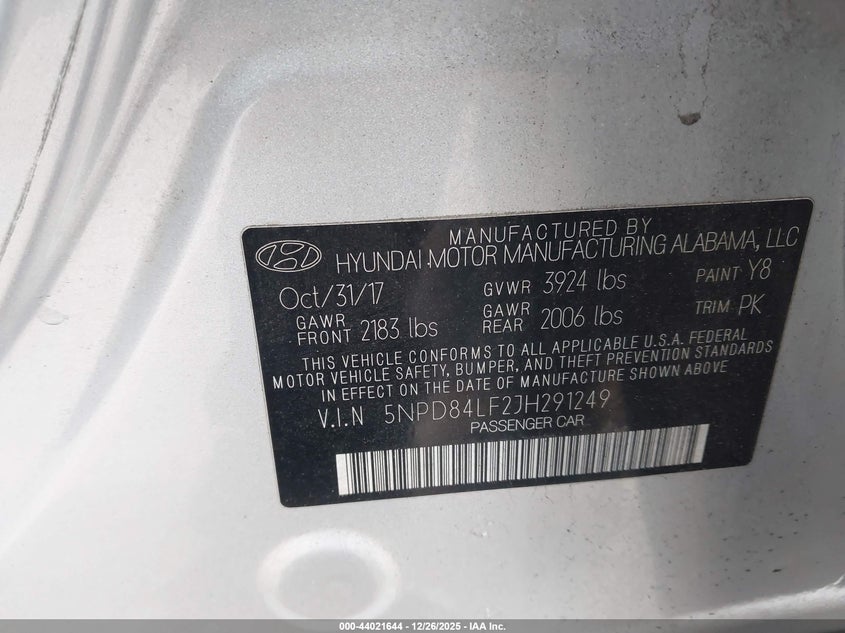 MANUFACTURED BY
HYUNDAI MOTOR MANUFACTURING ALABAMA, LLC
Oct/31/17 GVWR 3924 lbs PAINT Y8
GAWR FRONT 2183 lbs GAWR REAR 2006 lbs TRIM PK
THIS VEHICLE CONFORMS TO ALL APPLICABLE U.S.A. FEDERAL
MOTOR VEHICLE SAFETY, BUMPER, AND THEFT PREVENTION STANDARDS
IN EFFECT ON THE DATE OF MANUFACTURE SHOWN ABOVE
V.I.N 5NPD84LF2JH291249
PASSENGER CAR
000-44021644 - 12/26/2025 - IAA Inc.